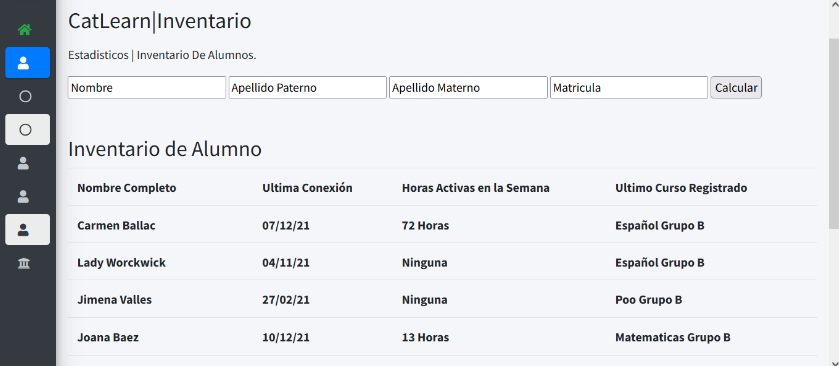 CatLearn|Inventario
Estadisticos | Inventario De Alumnos.
Nombre Apellido Paterno Apellido Materno Matricula Calcular
Inventario de Alumno
Nombre Completo Ultima Conexión Horas Activas en la Semana Ultimo Curso Registrado
Carmen Ballac 07/12/21 72 Horas Español Grupo B
Lady Worckwick 04/11/21 Ninguna Español Grupo B
Jimena Valles 27/02/21 Ninguna Poo Grupo B
Joana Baez 10/12/21 13 Horas Matematicas Grupo B